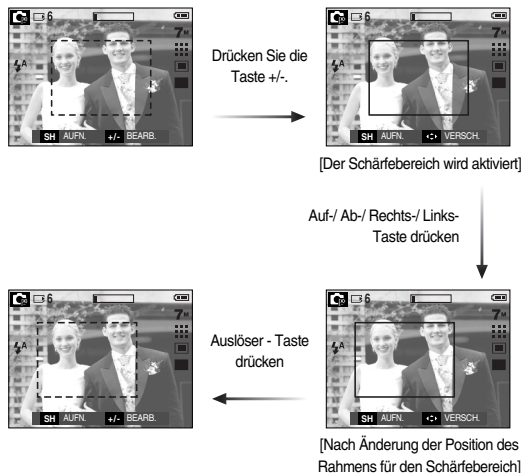 6
7M
A
SH AUFN. +/- BEARB.
Drücken Sie die
Taste +/-.
6
7M
A
SH AUFN. VERSCH.
[Der Schärfebereich wird aktiviert]
Auf-/ Ab-/ Rechts-/ Links-
Taste drücken
6
7M
A
SH AUFN. +/- BEARB.
Auslöser - Taste
drücken
6
7M
A
SH AUFN. VERSCH.
[Nach Änderung der Position des
Rahmens für den Schärfebereich]